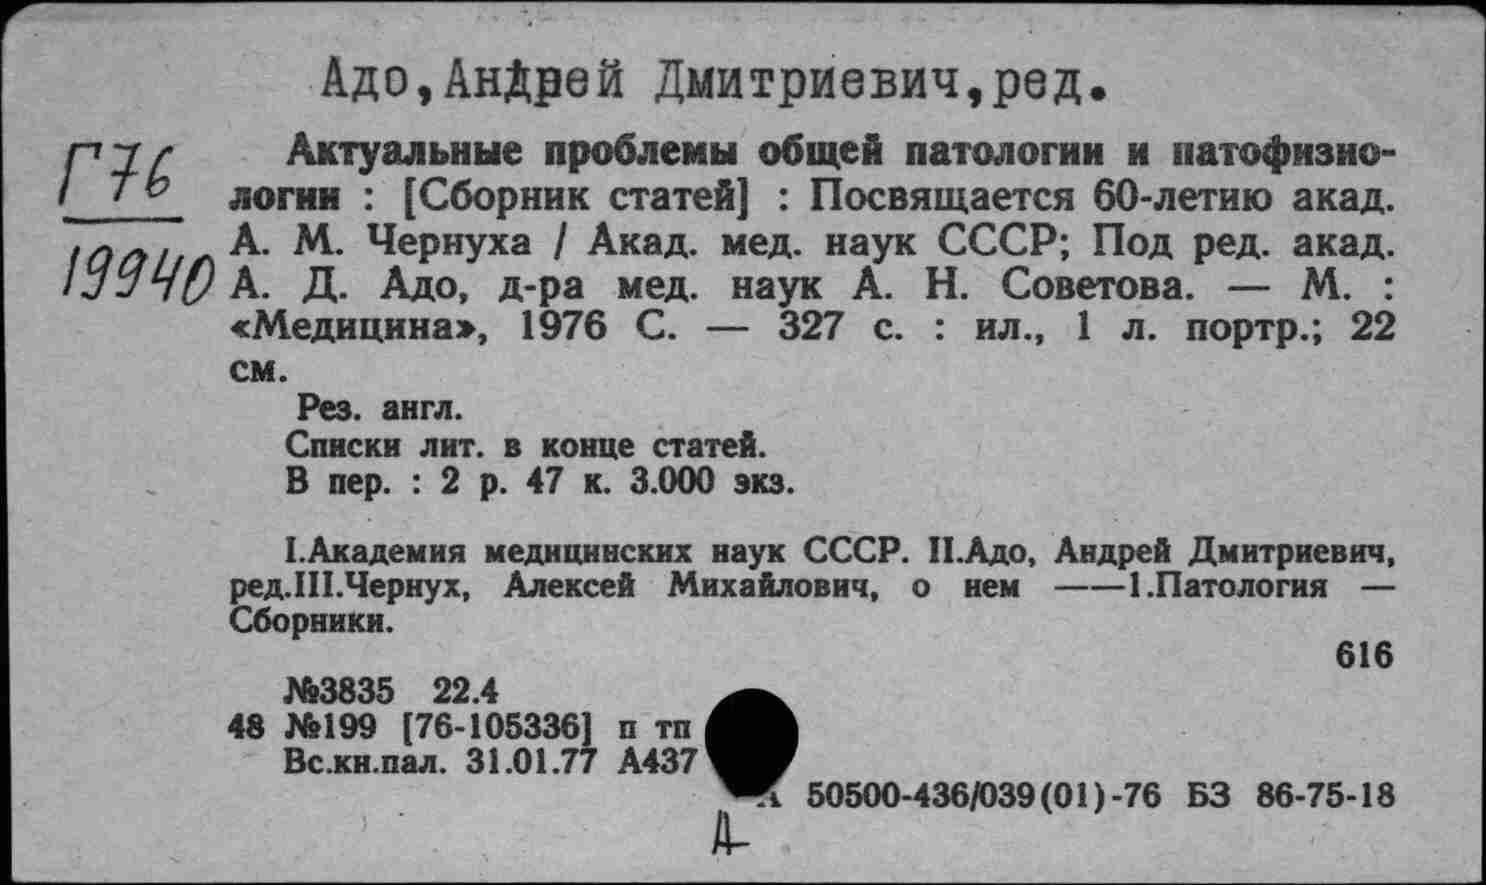 Адо,Андрей Дмитриевич,ред.
Г76
19940
Актуальные проблемы общей патологии и патофизио-
логии : [Сборник статей] : Посвящается 60-летию акад.
А. М. Чернуха / Акад. мед. наук СССР; Под ред. акад.
А. Д. Адо, д-ра мед. наук А. Н. Советова. — М. :
«Медицина», 1976 С. — 327 с. : ил., 1 л. портр.; 22
см.
Рез. англ.
Списки лит. в конце статей.
В пер. : 2 р. 47 к. 3.000 экз.
I.Академия медицинских наук СССР. II.Адо, Андрей Дмитриевич,
ред.III.Чернух, Алексей Михайлович, о нем ——1.Патология —
Сборники.
616
№3835 22.4
48 №199 [76-105336] п тп
Вс.кн.пал. 31.01.77 А437
50500-436/039(01)-76 БЗ 86-75-18
Д-